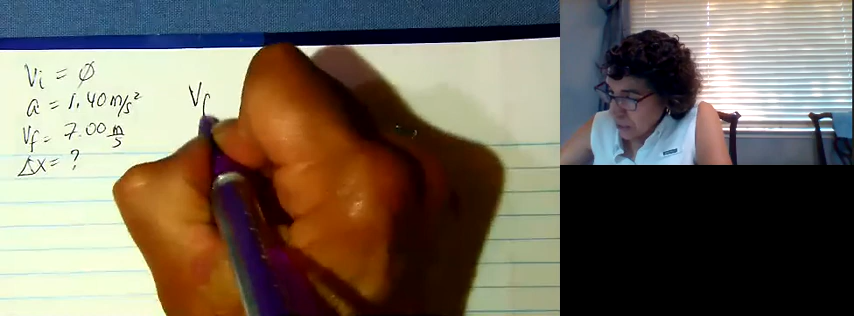 Vi = ∅
a = 1.40 m/s²
Vf = 7.00 m/s
Δx = ?
Vf